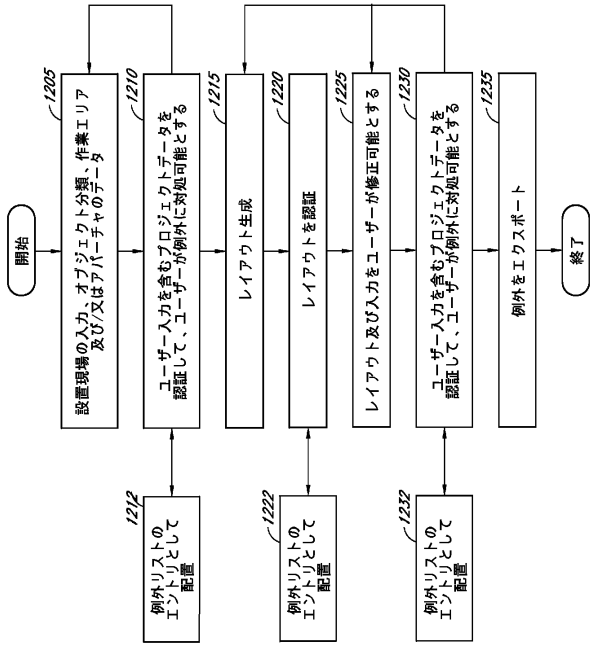 開始
1205
設置現場の入力、オブジェクト分類、作業エリア
及び/又はアパーチャのデータ
1210
ユーザー入力を含むプロジェクトデータを
認証して、ユーザーが例外に対処可能とする
1212
例外リストの
エントリとして
配置
1215
レイアウト生成
1220
レイアウトを認証
1222
例外リストの
エントリとして
配置
1225
レイアウト及び入力をユーザーが修正可能とする
1230
ユーザー入力を含むプロジェクトデータを
認証して、ユーザーが例外に対処可能とする
1232
例外リストの
エントリとして
配置
1235
例外をエクスポート
終了